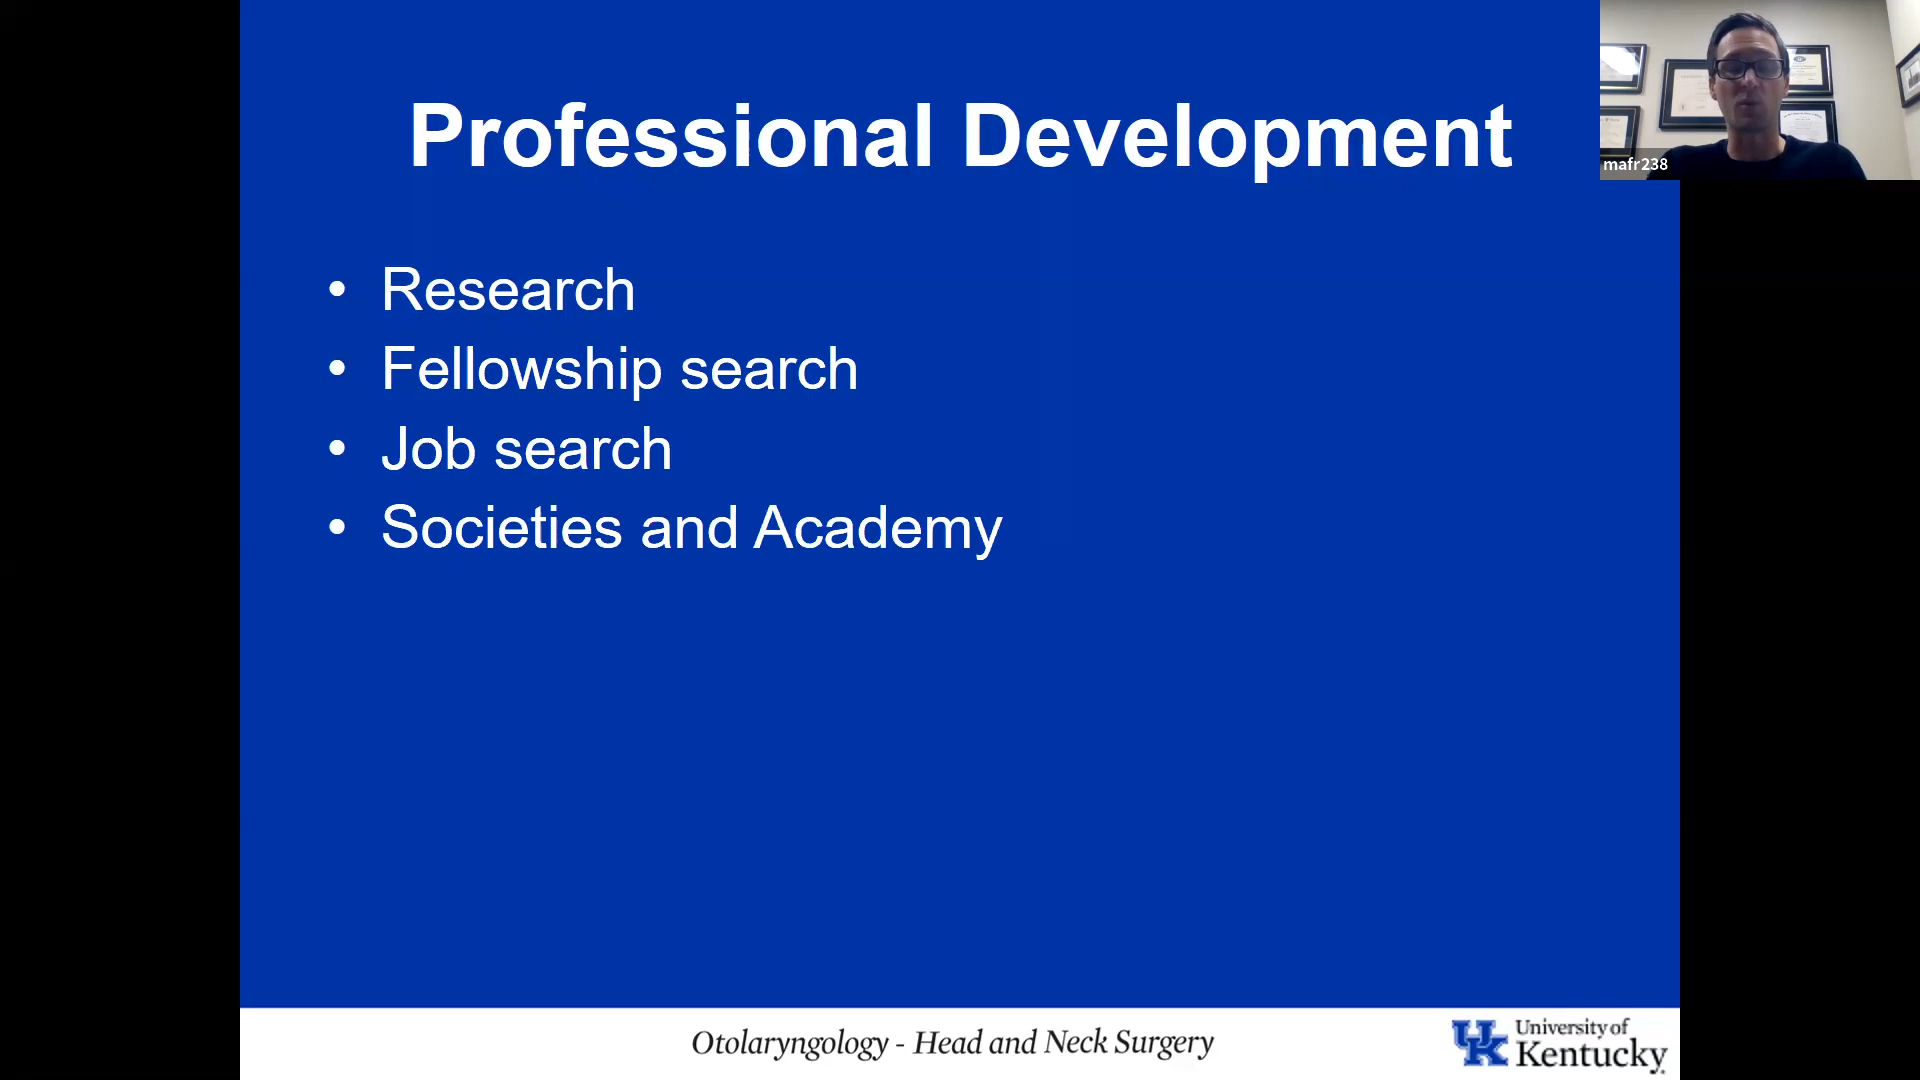 Professional Development
mafr238
• Research
• Fellowship search
• Job search
• Societies and Academy
Otolaryngology - Head and Neck Surgery
UK
University of
Kentucky